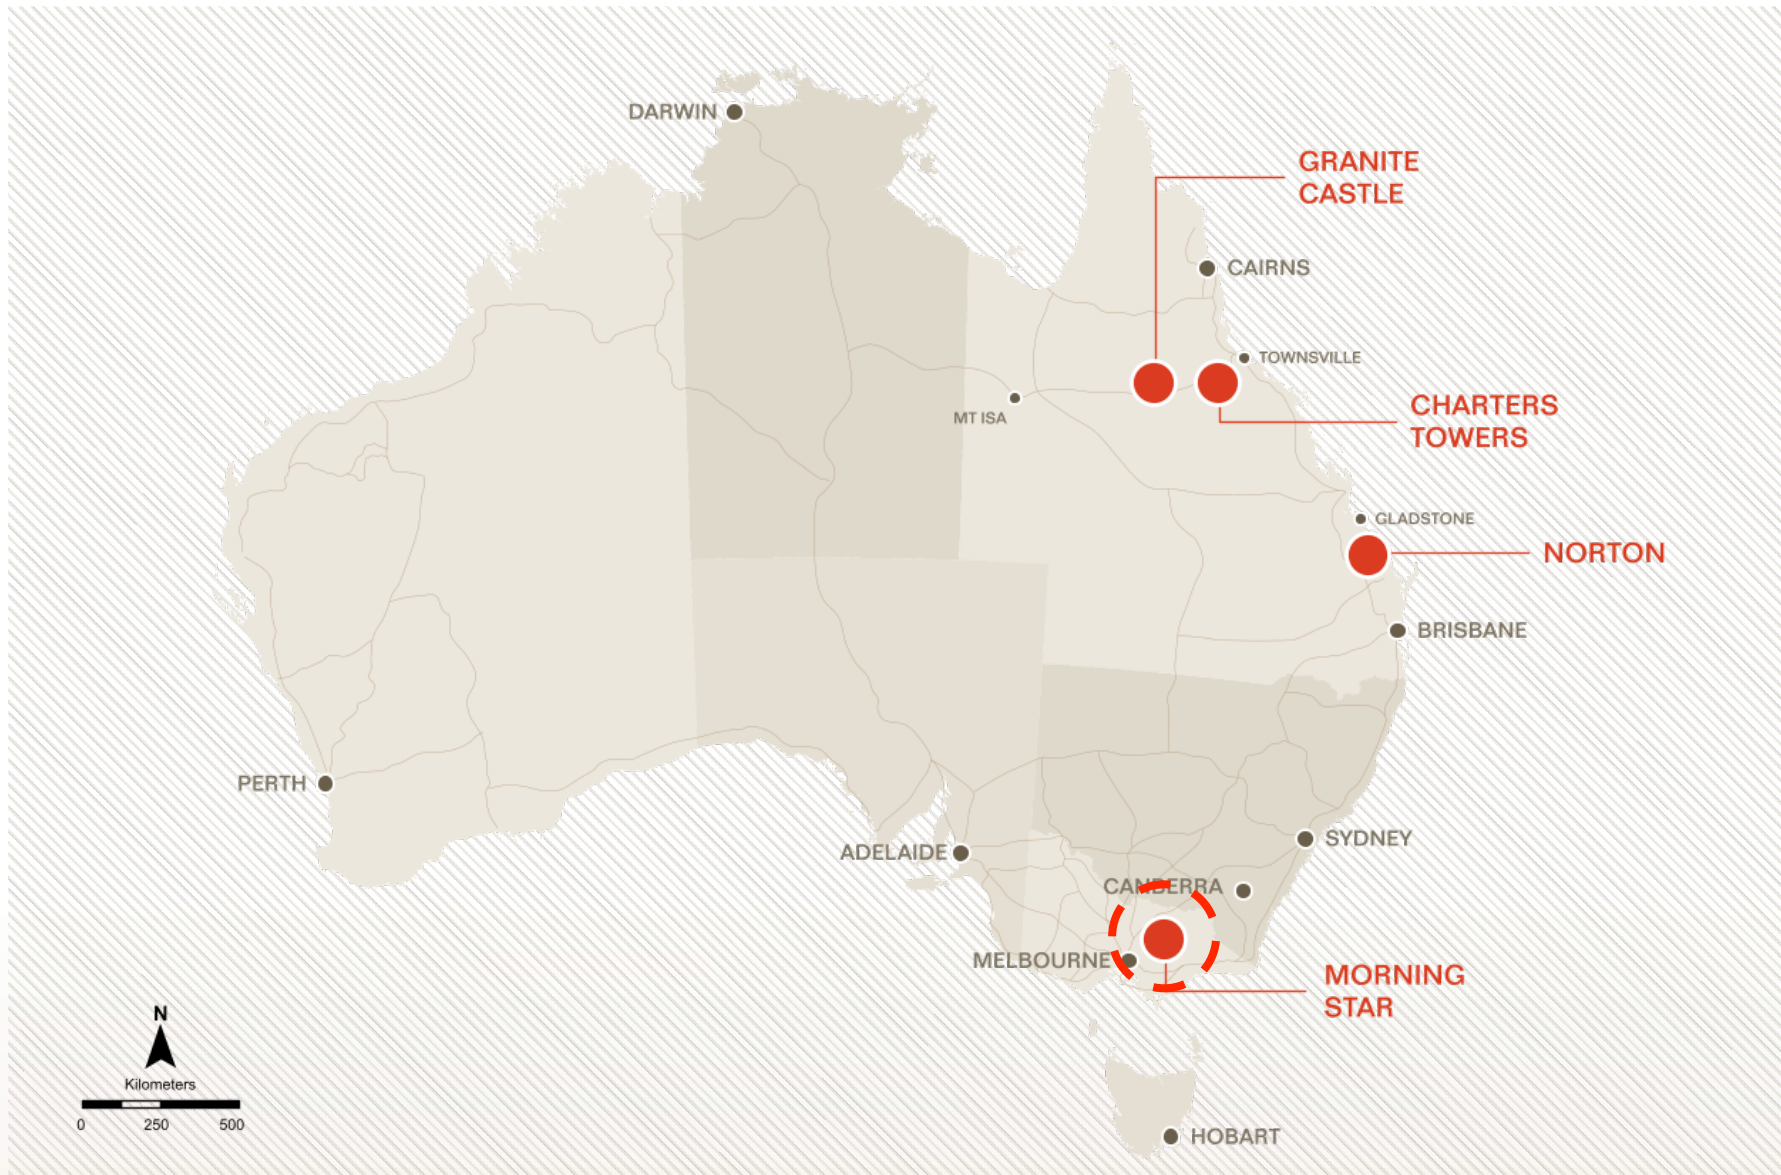 DARWIN
GRANITE
CASTLE
CAIRNS
TOWNSVILLE
MT ISA
CHARTERS
TOWERS
GLADSTONE
NORTON
BRISBANE
PERTH
ADELAIDE
SYDNEY
CANBERRA
MELBOURNE
MORNING
STAR
N
Kilometers
0 250 500
HOBART